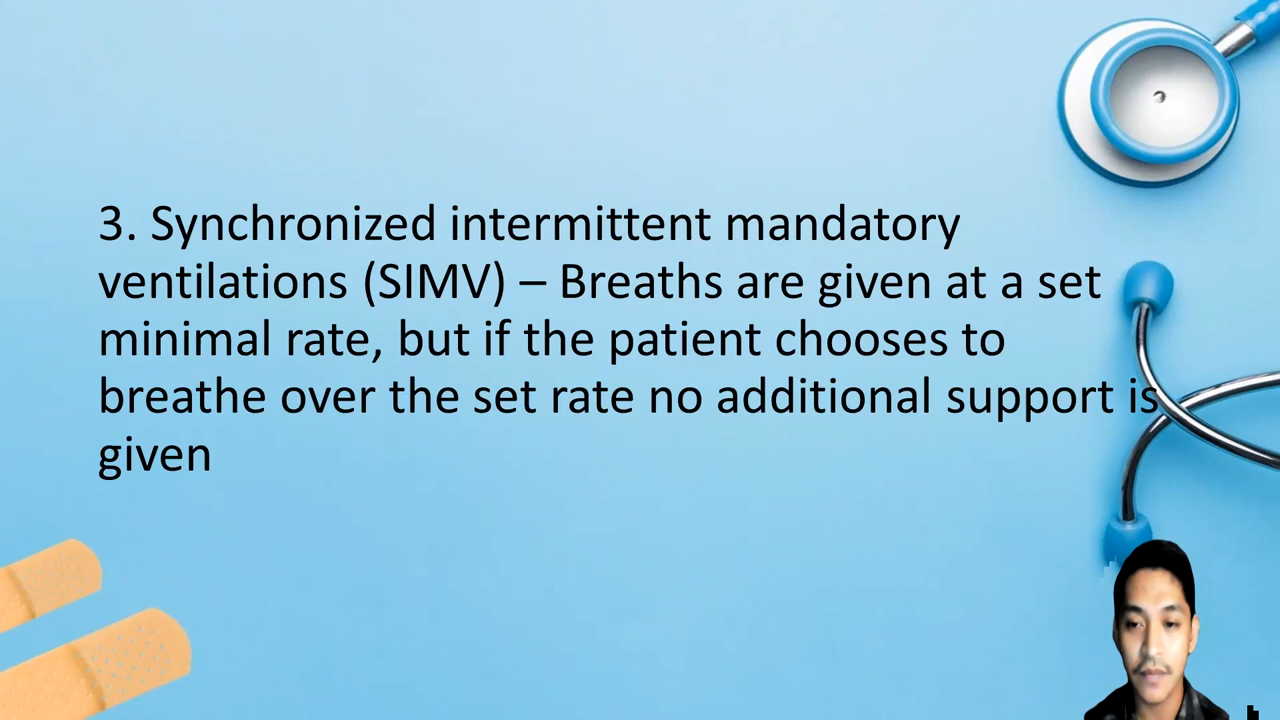 3. Synchronized intermittent mandatory
ventilations (SIMV) – Breaths are given at a set
minimal rate, but if the patient chooses to
breathe over the set rate no additional support is
given